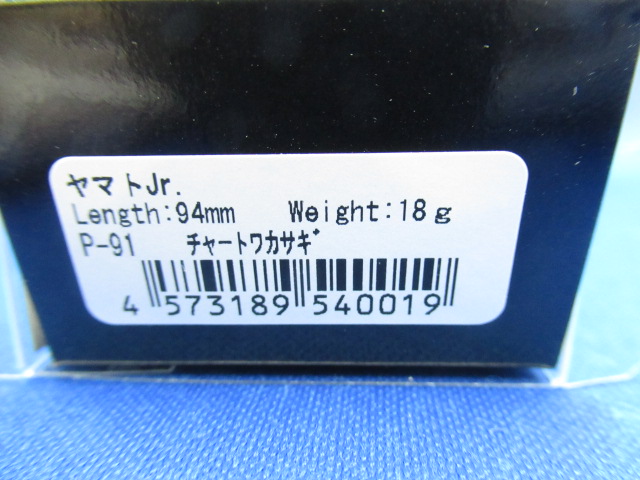 ヤマトJr.
Length:94mm Weight:18g
P-91 ﾁｬｰﾄﾜｶｻｷﾞ
4 573189 540019